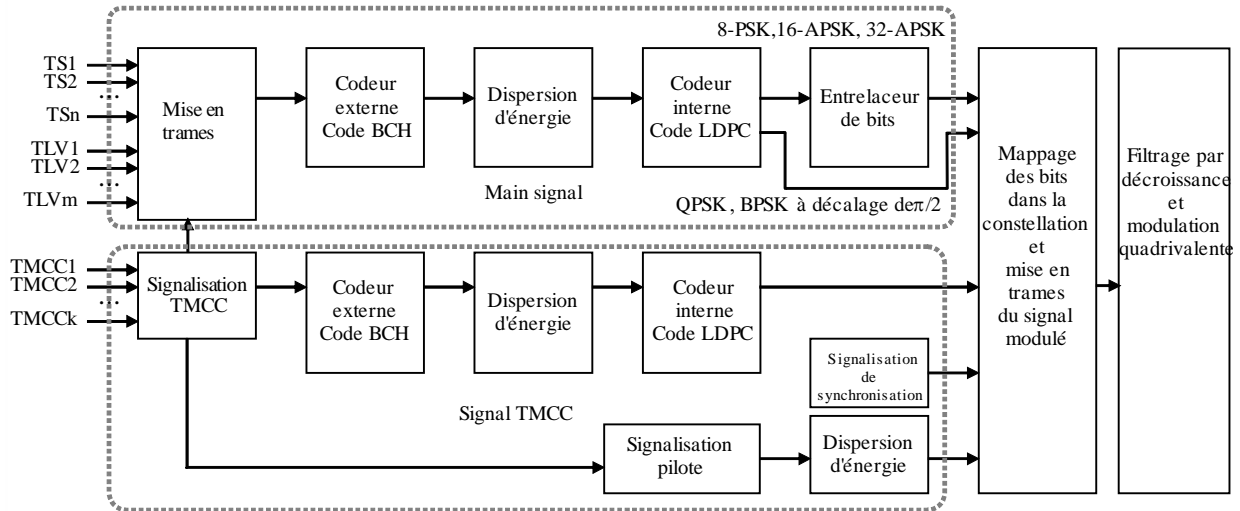 8-PSK,16-APSK, 32-APSK
TS1
TS2
...
TSn
TLV1
TLV2
...
TLVm
Mise en
trames
Codeur
externe
Code BCH
Dispersion
d'énergie
Codeur
interne
Code LDPC
Entrelaceur
de bits
Main signal
QPSK, BPSK à décalage deπ/2
TMCC1
TMCC2
...
TMCCk
Signalisation
TMCC
Codeur
externe
Code BCH
Dispersion
d'énergie
Codeur
interne
Code LDPC
Signalisation
de
synchronisation
Signal TMCC
Signalisation
pilote
Dispersion
d'énergie
Mappage
des bits
dans la
constellation
et
mise en
trames
du signal
modulé
Filtrage par
décroissance
et
modulation
quadrivalente